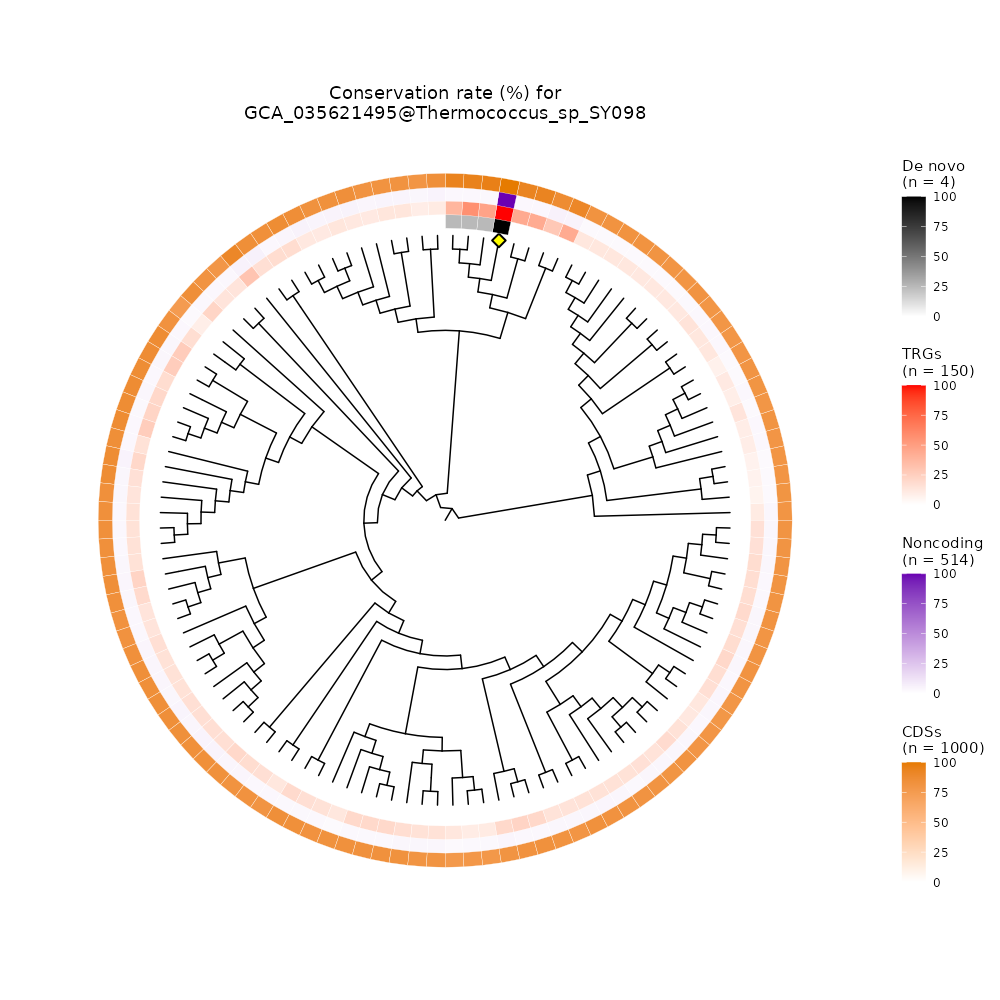 Conservation rate (%) for
GCA_035621495@Thermococcus_sp_SY098
De novo
(n = 4)
100
75
50
25
0
TRGs
(n = 150)
100
75
50
25
0
Noncoding
(n = 514)
100
75
50
25
0
CDSs
(n = 1000)
100
75
50
25
0